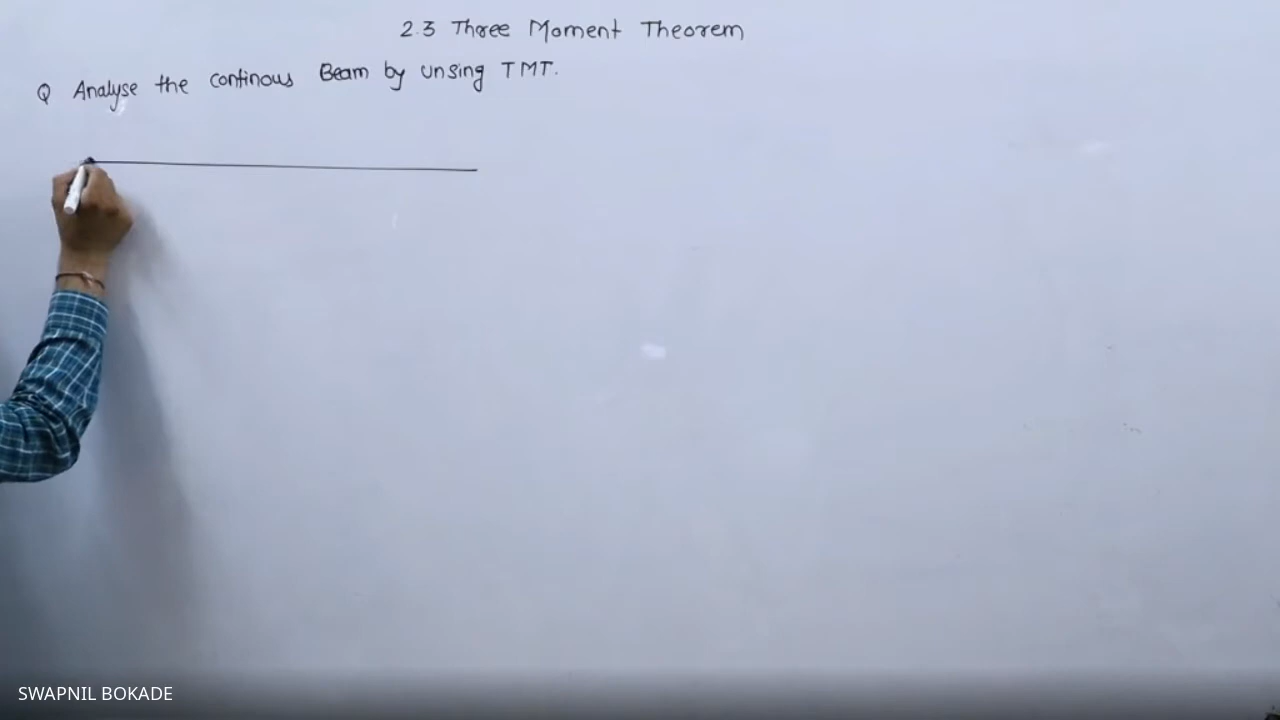 2.3 Three Moment Theorem
Q Analyse the continous Beam by unsing TMT.
SWAPNIL BOKADE